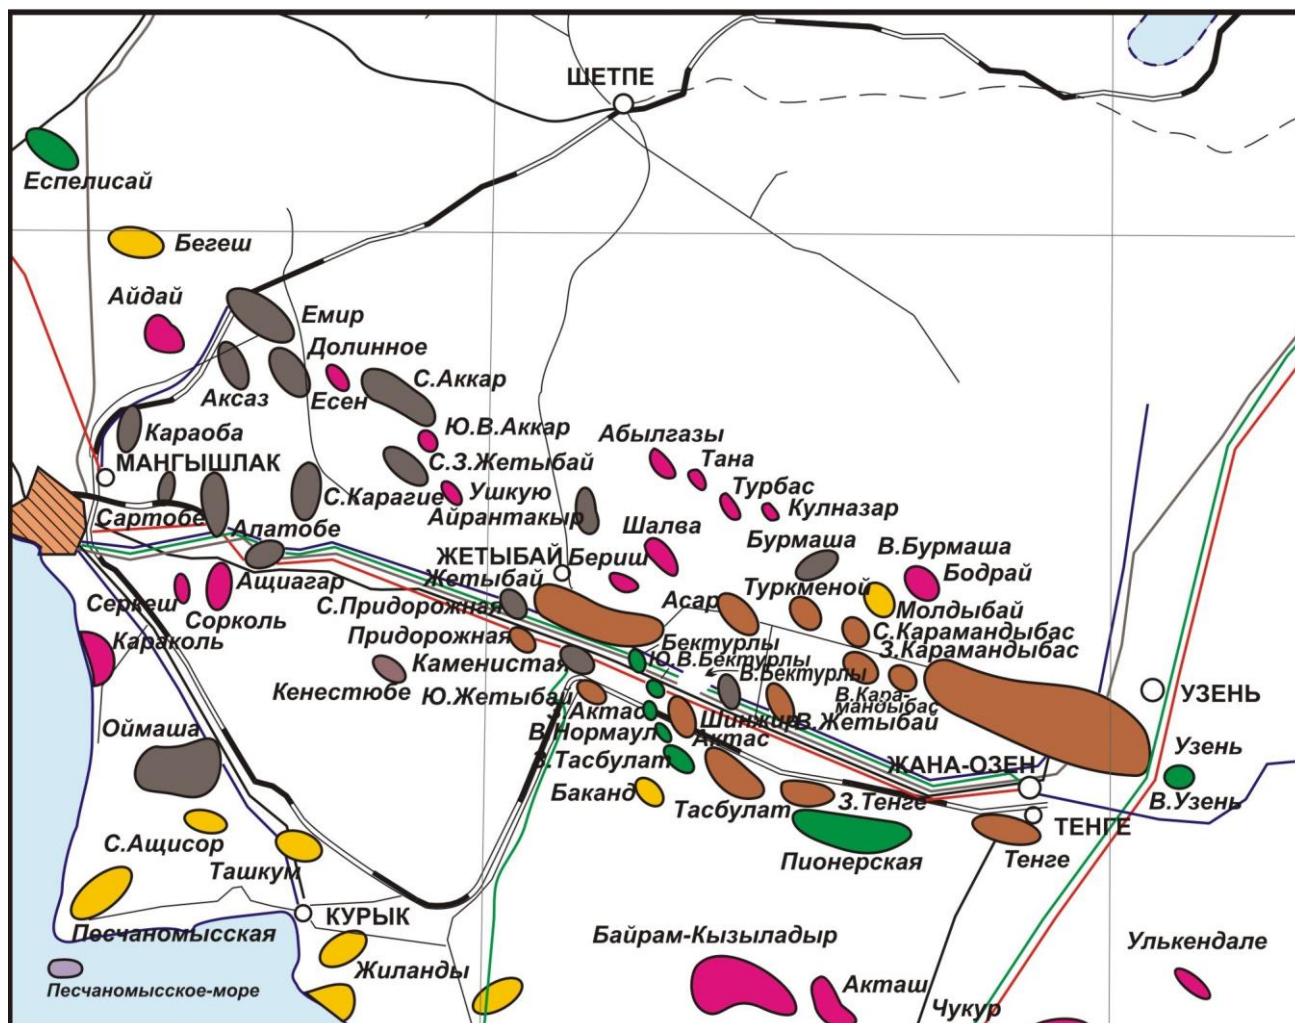 ШЕТПЕ
Еспелисай
Бегеш
Айдай
Емир
Долинное
С.Аккар
Аксаз
Есен
Ю.В.Аккар
Караоба
Абылгазы
Тана
МАНГЫШЛАК
С.З.Жетыбай
Турбас
С.Карагие
Ушкую
Кулназар
Сартобе
Апатобе
Айрантакыр
Шалва
Бурмаша
В.Бурмаша
ЖЕТЫБАЙ
Бериш
Бодрай
Ащиагар
Жетыбай
Туркменой
Серкеш
Сорколь
С.Придорожная
Асар
Молдыбай
Караколь
Придорожная
Бектурлы
С.Карамандыбас
З.Карамандыбас
Каменистая
Ю.В.Бектурлы
В.Бектурлы
Кенестюбе
Ю.Жетыбай
В.Кара-
мандыбас
УЗЕНЬ
З.Актас
Шинжир
В.Жетыбай
Оймаша
В.Нормаул
Актас
Узень
З.Тасбулат
ЖАНА-ОЗЕН
Баканд
Тасбулат
З.Тенге
В.Узень
С.Ащисор
ТЕНГЕ
Ташкум
Пионерская
Тенге
КУРЫК
Песчаномысская
Байрам-Кызыладыр
Улькендале
Жиланды
Акташ
Песчаномысское-море
Чукур